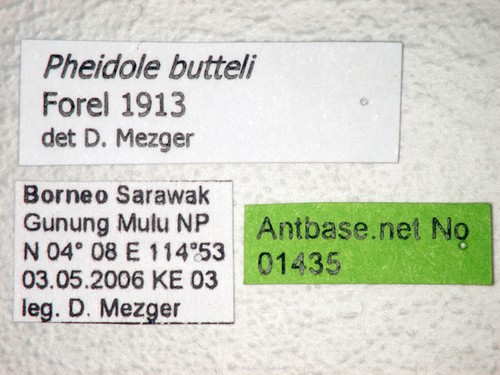 Pheidole butteli
Forel 1913
det D. Mezger
Borneo Sarawak
Gunung Mulu NP
N 04° 08 E 114°53
03.05.2006 KE 03
leg. D. Mezger
Antbase.net No
01435